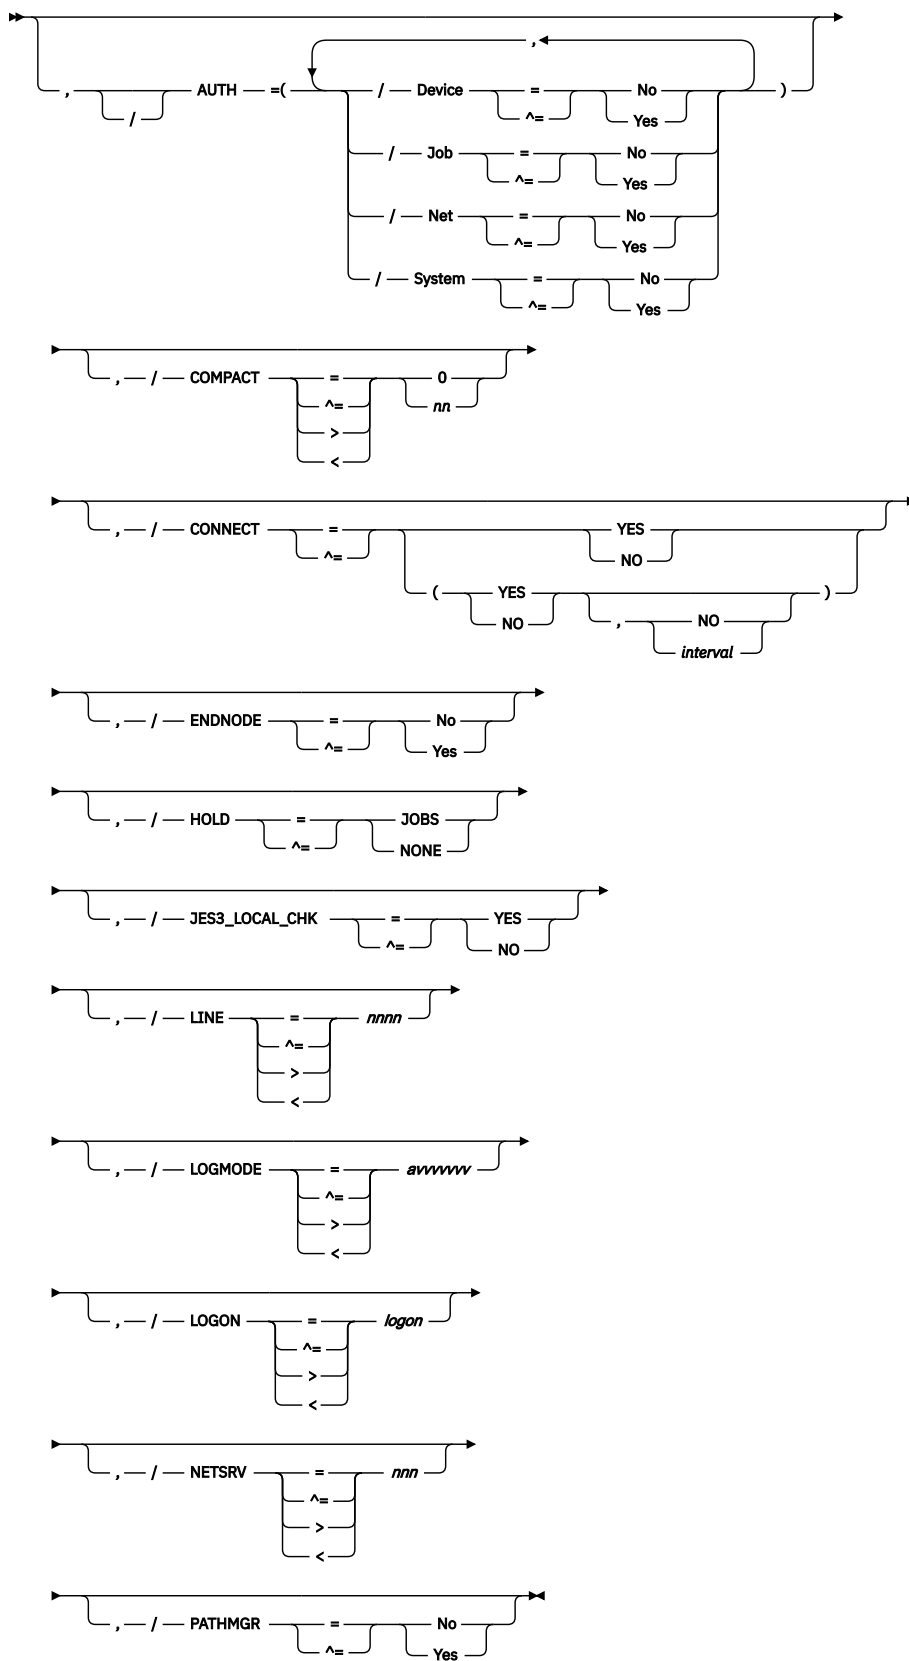 ,
, / AUTH =( / Device = ^= No Yes )
/ Job = ^= No Yes
/ Net = ^= No Yes
/ System = ^= No Yes
, / COMPACT = 0
^= nn
>
<
, / CONNECT = YES
^= NO
( YES )
NO , NO
interval
, / ENDNODE = No
^= Yes
, / HOLD = JOBS
^= NONE
, / JES3_LOCAL_CHK = YES
^= NO
, / LINE = nnnn
^=
>
<
, / LOGMODE = avvvvvvv
^=
>
<
, / LOGON = logon
^=
>
<
, / NETSRV = nnn
^=
>
<
, / PATHMGR = No
^= Yes